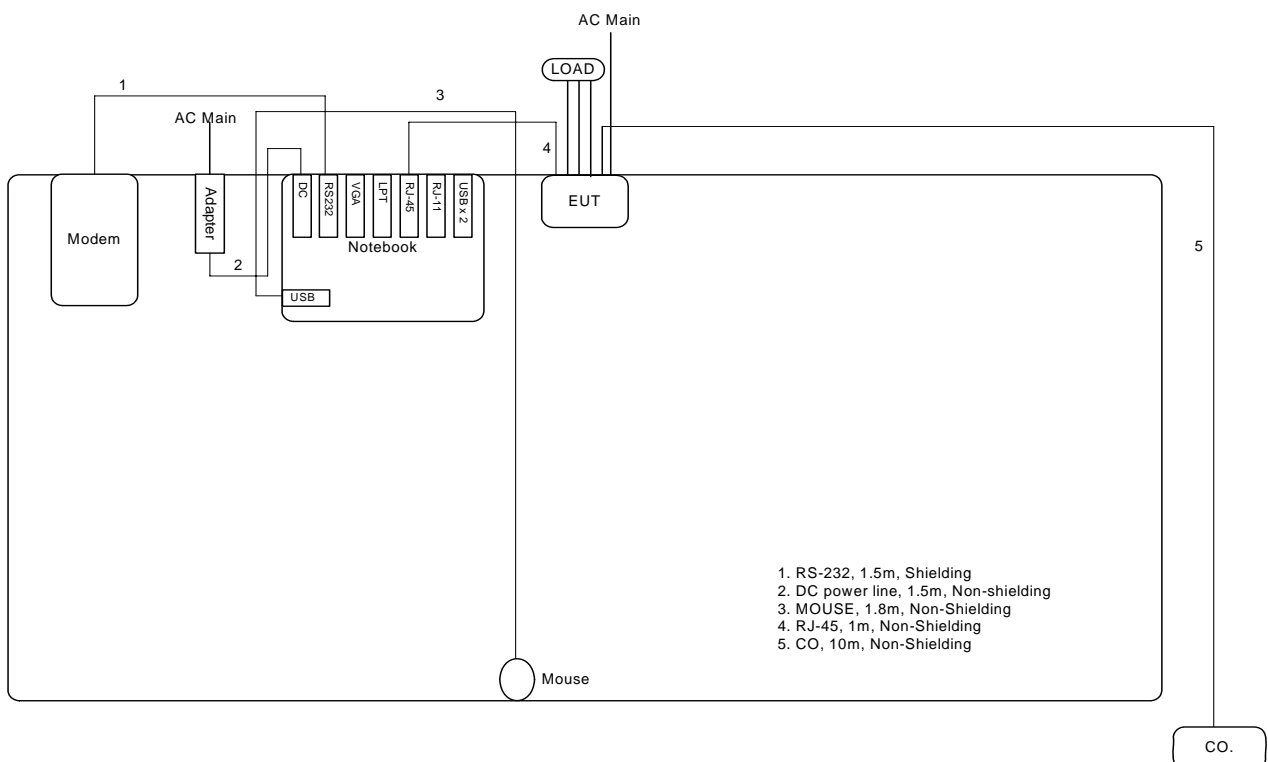 AC Main
LOAD
1
3
AC Main
4
DC
RS232
VGA
LPT
RJ-45
RJ-11
USB x 2
Adapter
EUT
Modem
Notebook
5
2
USB
1. RS-232, 1.5m, Shielding
2. DC power line, 1.5m, Non-shielding
3. MOUSE, 1.8m, Non-Shielding
4. RJ-45, 1m, Non-Shielding
5. CO, 10m, Non-Shielding
Mouse
CO.